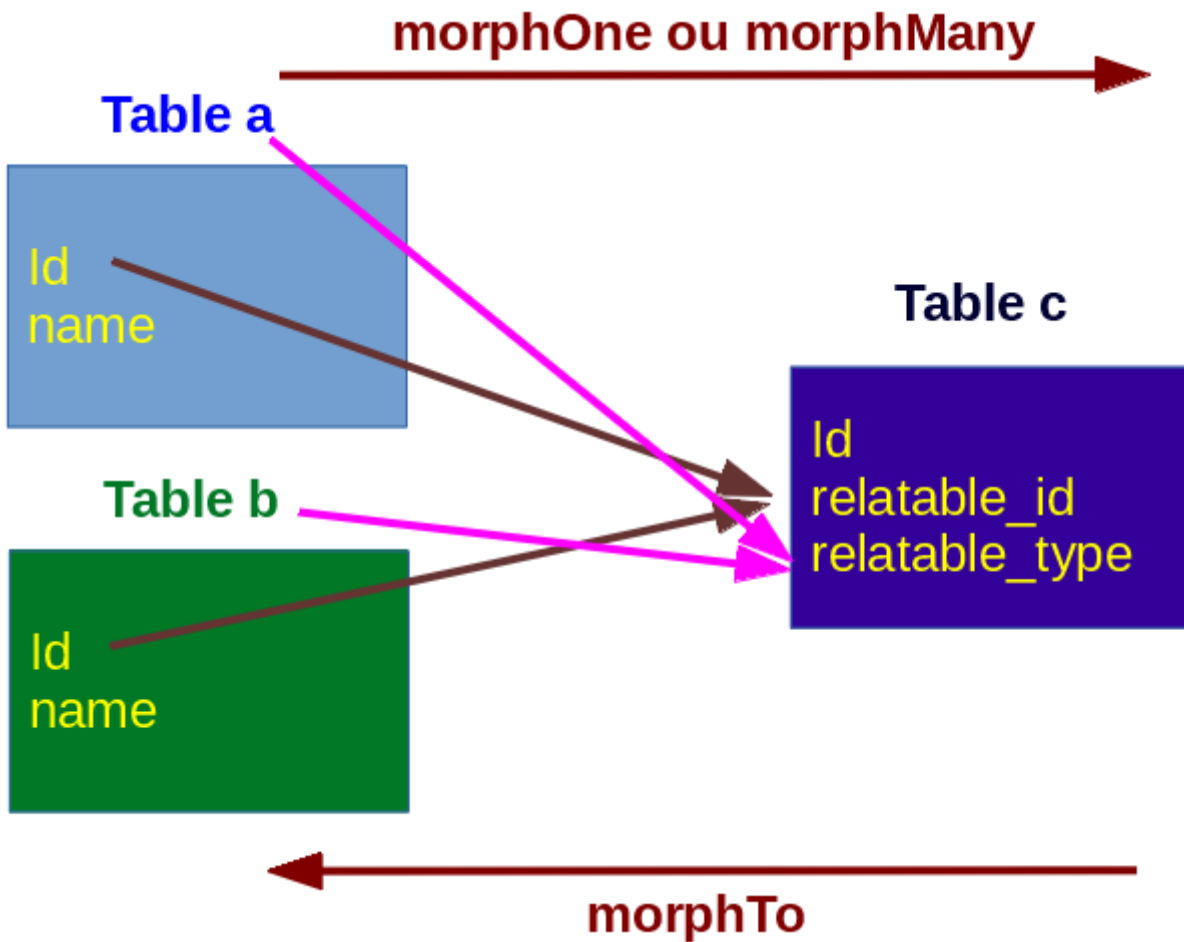 morphOne ou morphMany
Table a
Id
name
Table b
Id
name
Table c
Id
relatable_id
relatable_type
morphTo